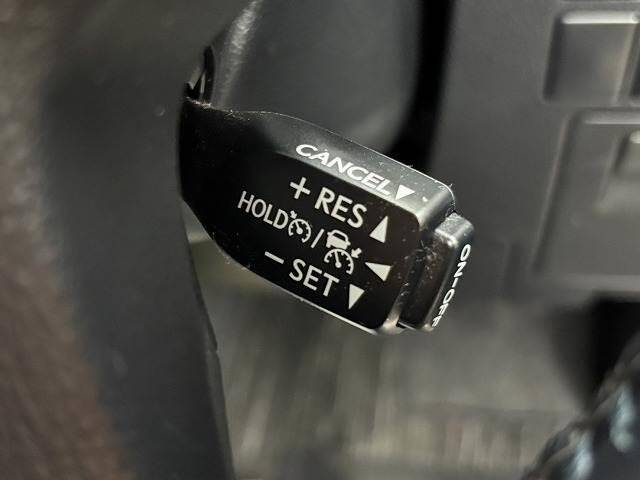 CANCEL▼
+ RES ▲
HOLD / ◀
− SET ▼
ON-OFF